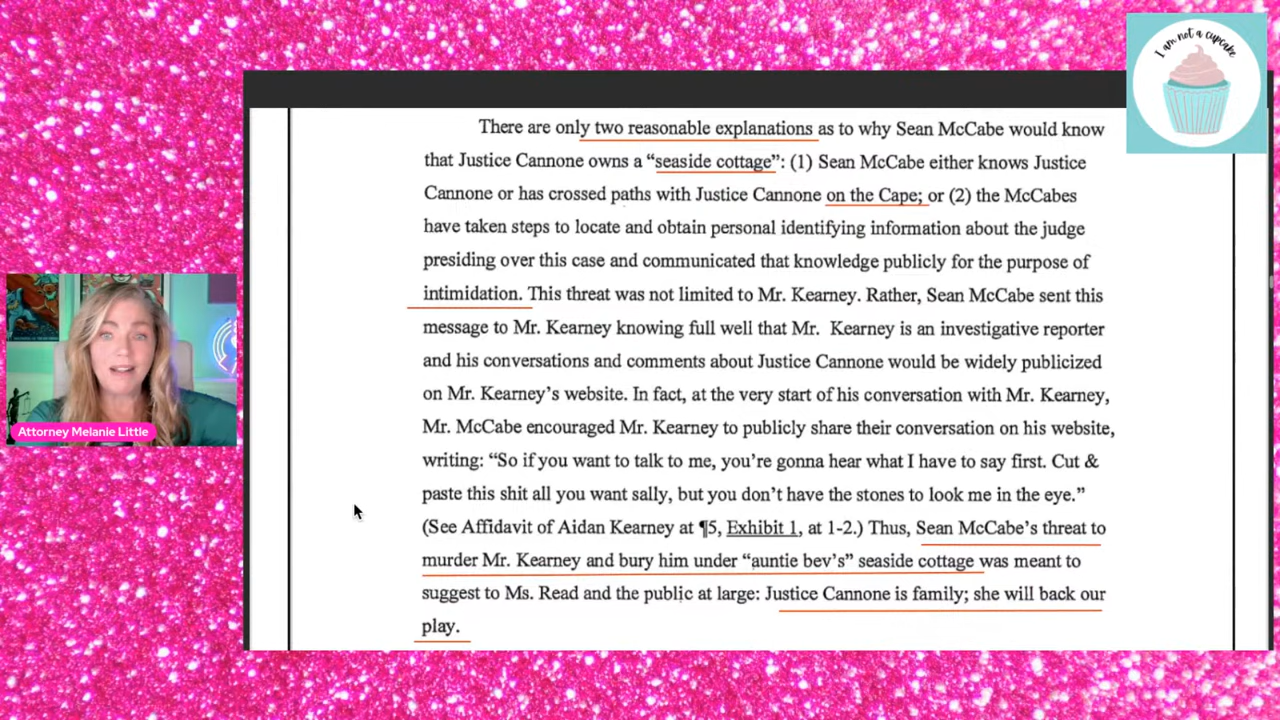 I am not a cupcake
There are only two reasonable explanations as to why Sean McCabe would know
that Justice Cannone owns a “seaside cottage”: (1) Sean McCabe either knows Justice
Cannone or has crossed paths with Justice Cannone on the Cape; or (2) the McCabes
have taken steps to locate and obtain personal identifying information about the judge
presiding over this case and communicated that knowledge publicly for the purpose of
intimidation. This threat was not limited to Mr. Kearney. Rather, Sean McCabe sent this
message to Mr. Kearney knowing full well that Mr. Kearney is an investigative reporter
and his conversations and comments about Justice Cannone would be widely publicized
on Mr. Kearney’s website. In fact, at the very start of his conversation with Mr. Kearney,
Mr. McCabe encouraged Mr. Kearney to publicly share their conversation on his website,
writing: “So if you want to talk to me, you’re gonna hear what I have to say first. Cut &
paste this shit all you want sally, but you don’t have the stones to look me in the eye.”
(See Affidavit of Aidan Kearney at ¶5, Exhibit 1, at 1-2.) Thus, Sean McCabe’s threat to
murder Mr. Kearney and bury him under “auntie bev’s” seaside cottage was meant to
suggest to Ms. Read and the public at large: Justice Cannone is family; she will back our
play.
Attorney Melanie Little